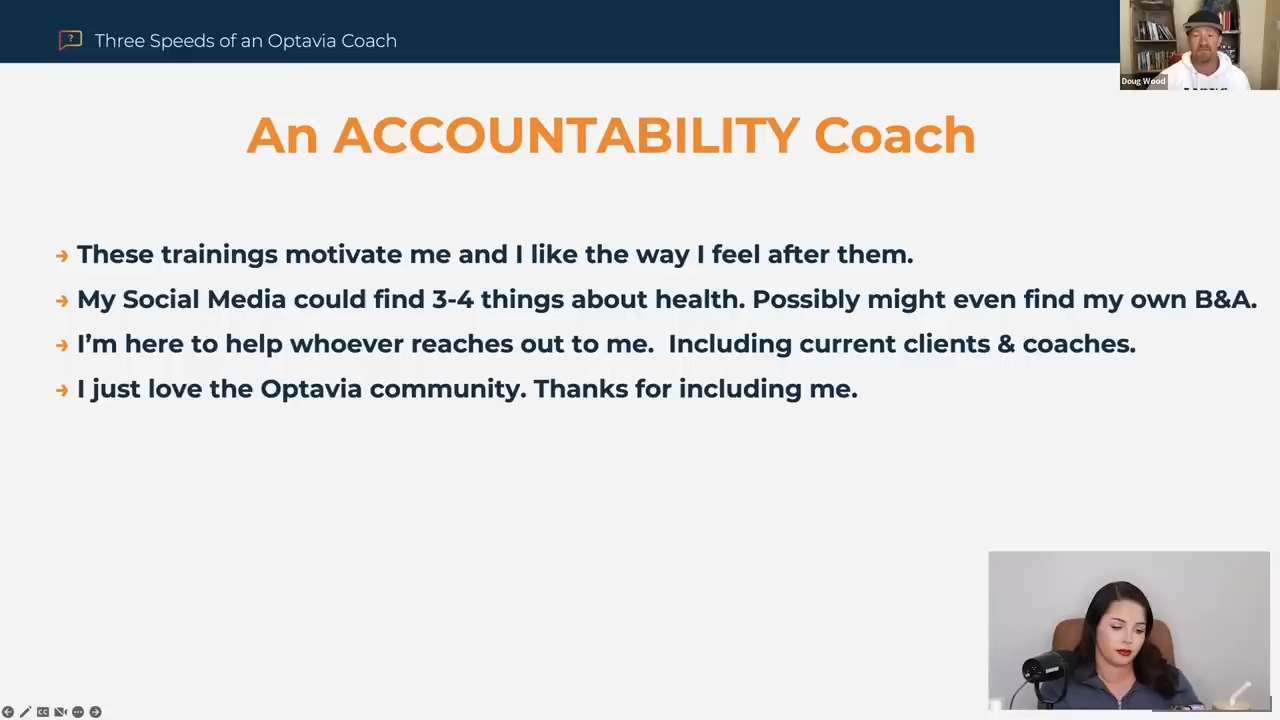 Three Speeds of an Optavia Coach
Doug Wood
An ACCOUNTABILITY Coach
These trainings motivate me and I like the way I feel after them.
My Social Media could find 3-4 things about health. Possibly might even find my own B&A.
I’m here to help whoever reaches out to me.  Including current clients & coaches.
I just love the Optavia community. Thanks for including me.